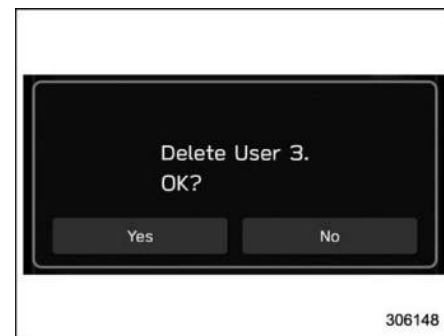 Delete User 3.
OK?
Yes
No
306148